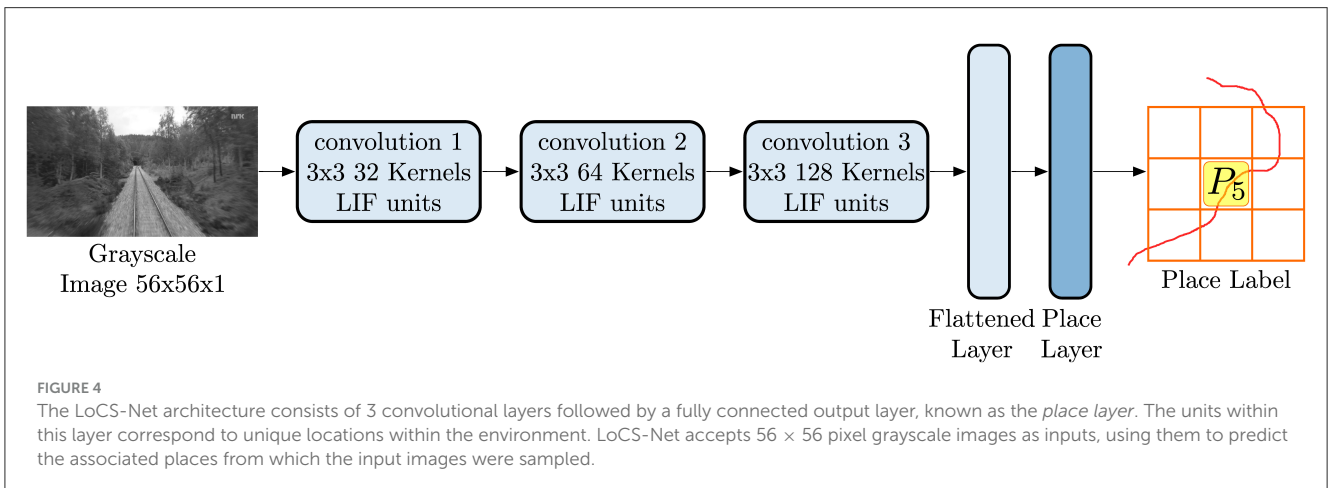 nrk
Grayscale
Image 56x56x1
convolution 1
3x3 32 Kernels
LIF units
convolution 2
3x3 64 Kernels
LIF units
convolution 3
3x3 128 Kernels
LIF units
Flattened
Layer
Place
Layer
P5
Place Label
FIGURE 4
The LoCS-Net architecture consists of 3 convolutional layers followed by a fully connected output layer, known as the place layer. The units within
this layer correspond to unique locations within the environment. LoCS-Net accepts 56 × 56 pixel grayscale images as inputs, using them to predict
the associated places from which the input images were sampled.